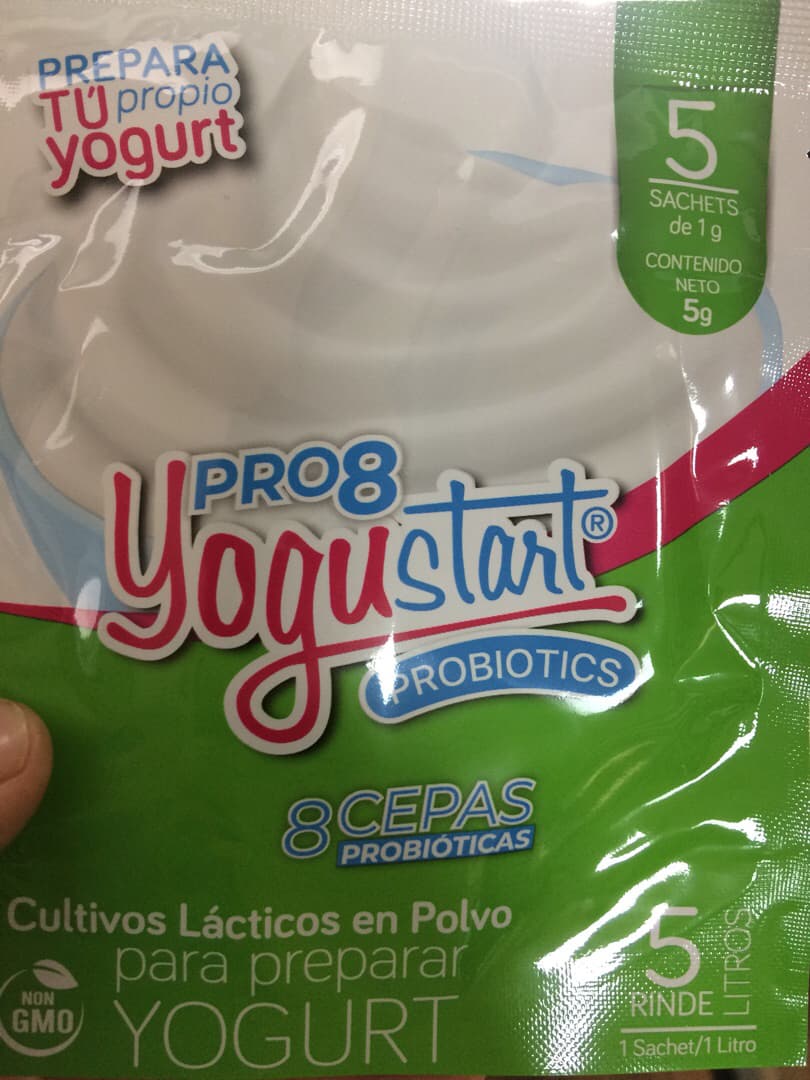 PREPARA
TÚ propio
yogurt
5
SACHETS
de 1 g
CONTENIDO
NETO
5g
PRO8
Yogustart®
PROBIOTICS
8 CEPAS
PROBIÓTICAS
Cultivos Lácticos en Polvo
para preparar
YOGURT
NON
GMO
5
RINDE
LITROS
1 Sachet/1 Litro